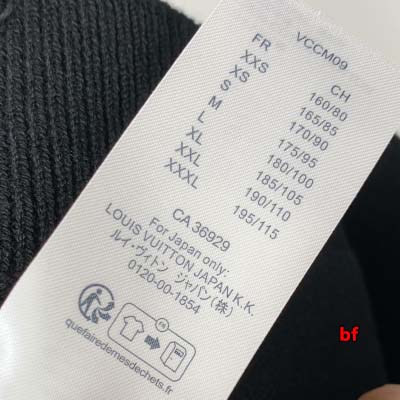 VCCM09
FR CH
XXS 160/80
XS 165/85
S 170/90
M 175/95
L 180/100
XL 185/105
XXL 190/110
XXXL 195/115
CA 36929
For Japan only:
LOUIS VUITTON JAPAN K.K.
ルイ・ヴィトン ジャパン(株)
0120-00-1854
FR
quefairedemesdechets.fr
bf